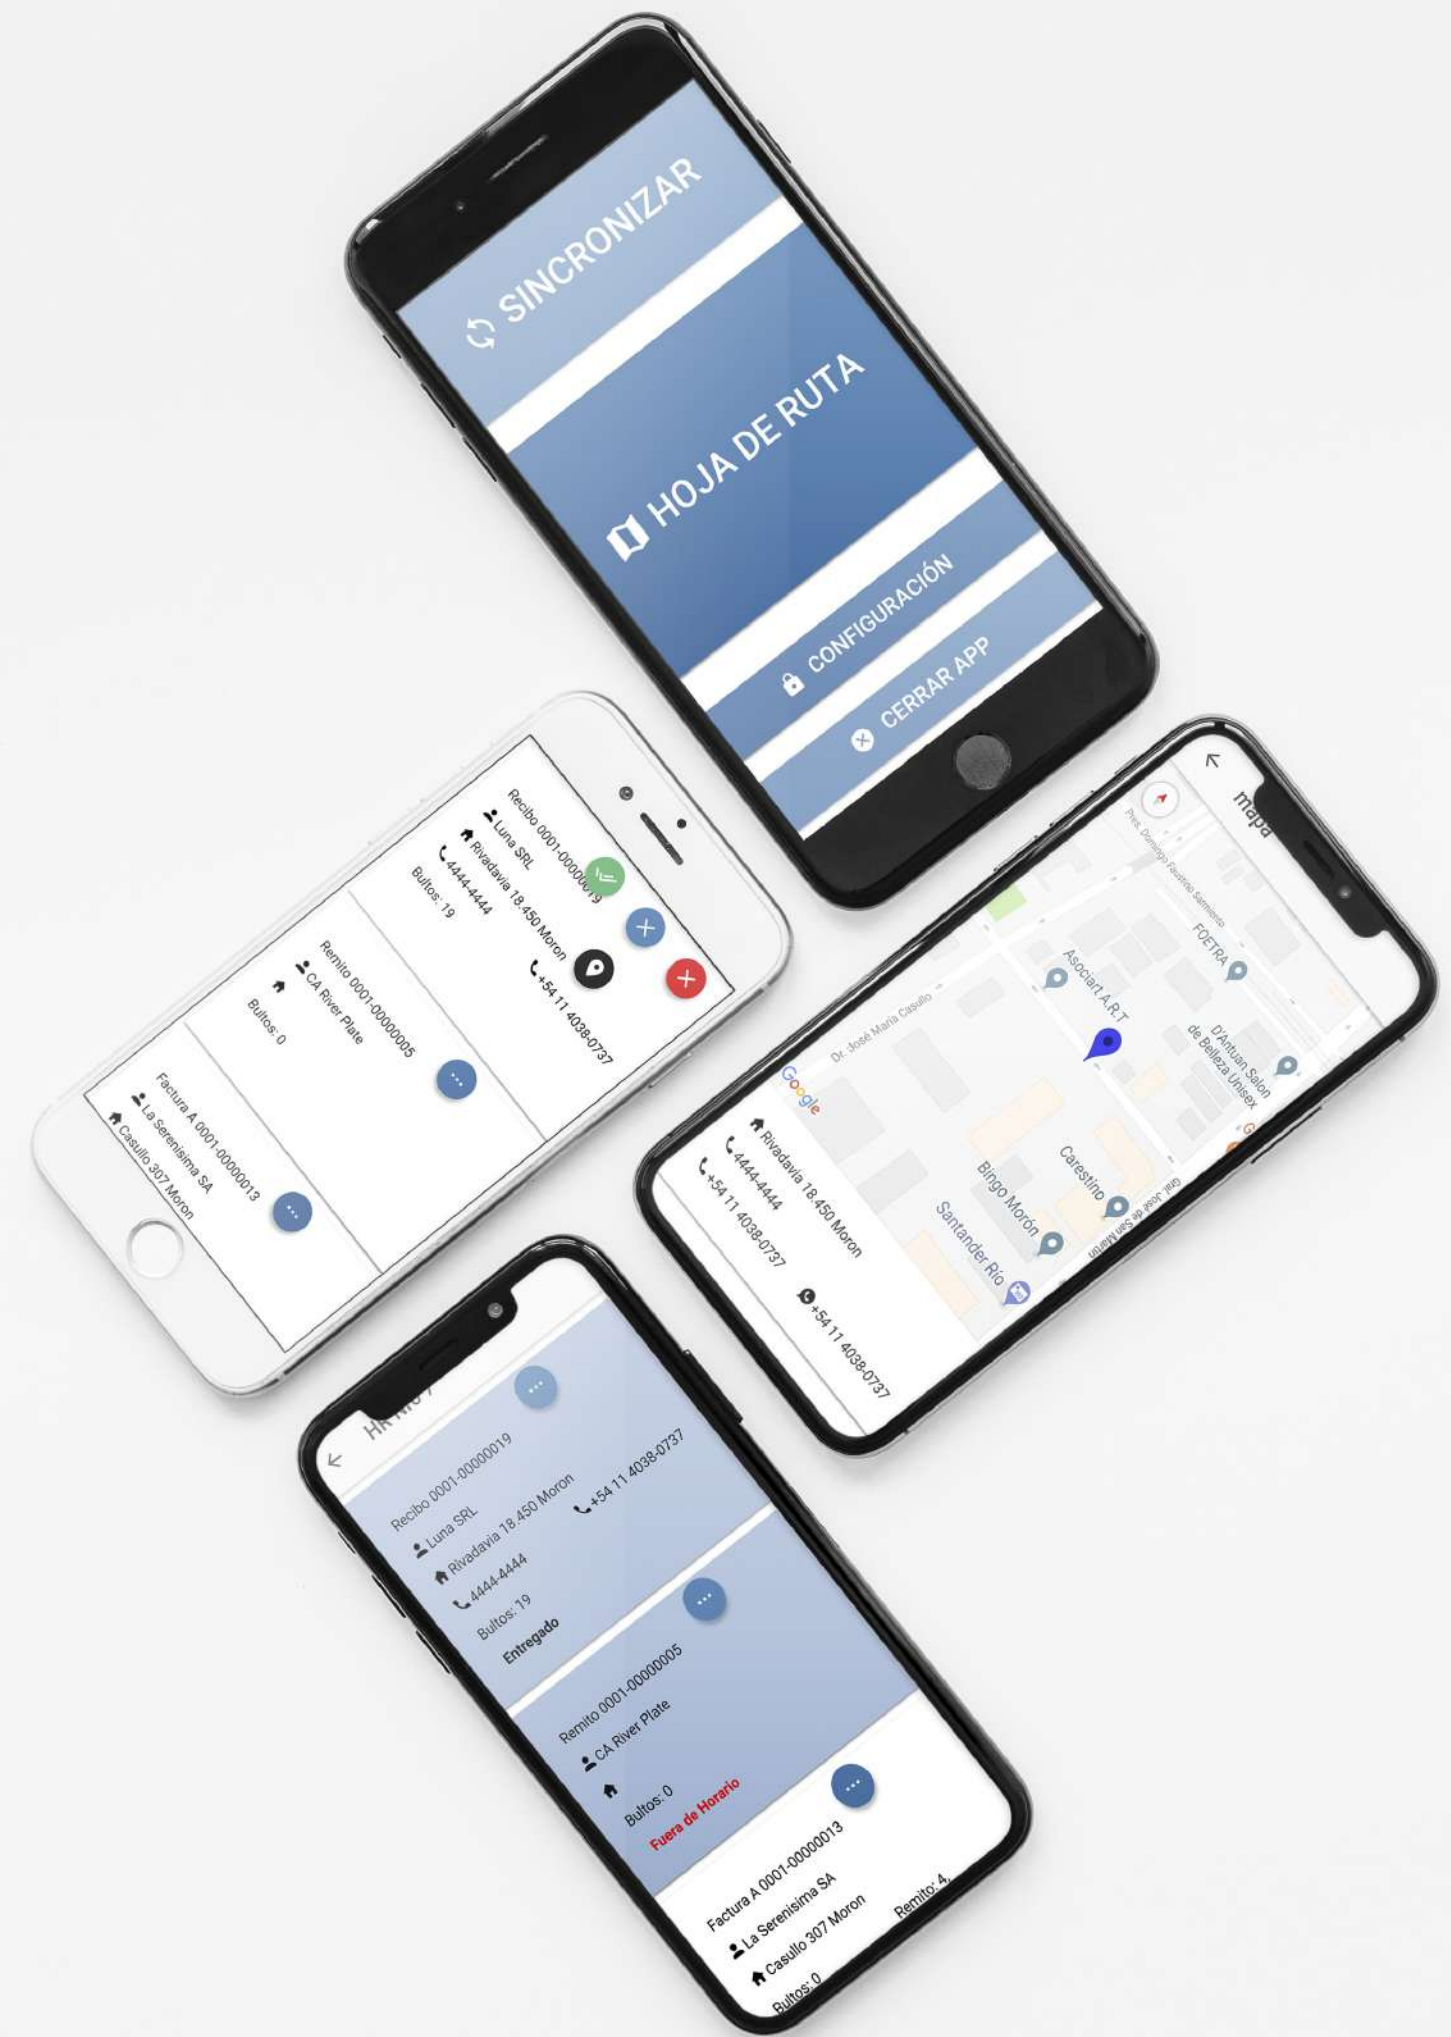 SINCRONIZAR
HOJA DE RUTA
CONFIGURACIÓN
CERRAR APP
Recibo 0001-00000019
Luna SRL
Rivadavia 18.450 Moron
4444-4444
+54 11 4038-0737
Bultos: 19
Remito 0001-00000005
CA River Plate
Bultos: 0
Factura A 0001-00000013
La Serenisima SA
Casullo 307 Moron
mapa
Pres. Domingo Faustino Sarmiento
FOETRA
Asociart A.R.T
D'Antuan Salon
de Belleza Unisex
G
Dr. José María Casullo
Carestino
Bingo Morón
Gral. José de San Martín
Santander Río
Google
Rivadavia 18.450 Moron
4444-4444
+54 11 4038-0737
+54 11 4038-0737
Recibo 0001-00000019
Luna SRL
Rivadavia 18.450 Moron
4444-4444
+54 11 4038-0737
Bultos: 19
Entregado
Remito 0001-00000005
CA River Plate
Bultos: 0
Fuera de Horario
Factura A 0001-00000013
La Serenisima SA
Casullo 307 Moron
Remito: 4,
Bultos: 0